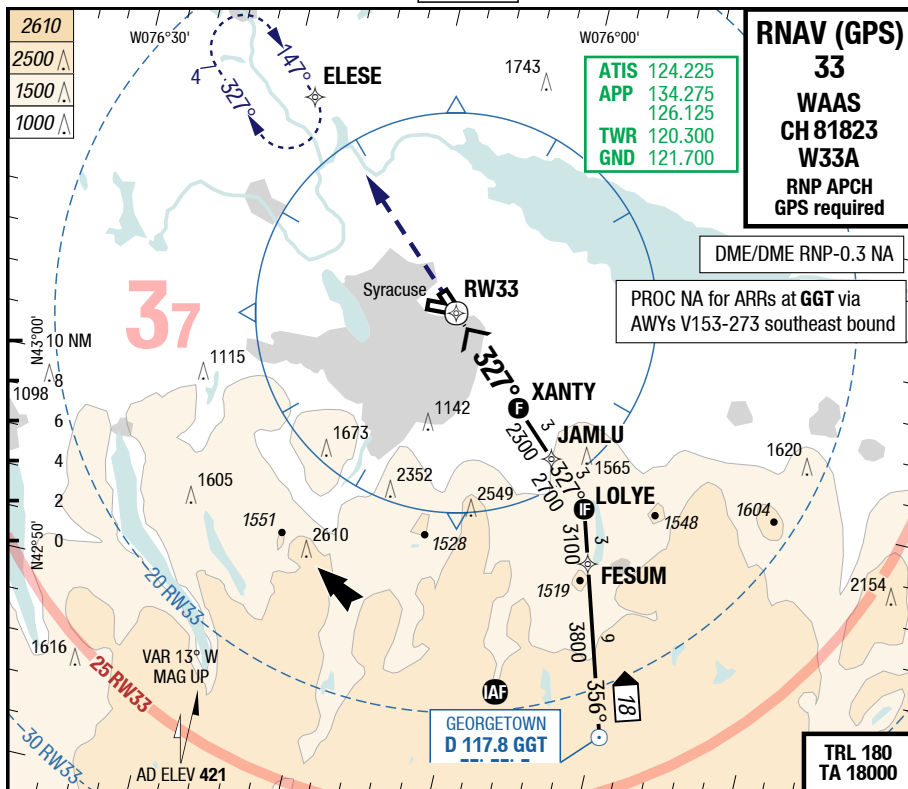 2610
2500
1500
1000
W076°30'
W076°00'
RNAV (GPS)
33
WAAS
CH 81823
W33A
RNP APCH
GPS required
ATIS 124.225
APP 134.275
126.125
TWR 120.300
GND 121.700
147°
4
327°
ELESE
1743
DME/DME RNP-0.3 NA
PROC NA for ARRs at GGT via
AWYs V153-273 southeast bound
Syracuse
RW33
37
N43°00'
10 NM
8
6
4
2
0
N42°50'
1098
1115
1142
327°
XANTY
2300
3
JAMLU
1673
1605
2352
2549
327°
2700
3
1565
1620
LOLYE
IF
F
1551
2610
1528
1548
1604
3100
3
FESUM
1519
2154
20 RW33
1616
VAR 13° W
MAG UP
3800
9
25 RW33
IAF
356°
18
GEORGETOWN
D 117.8 GGT
30 RW33
AD ELEV 421
TRL 180
TA 18000